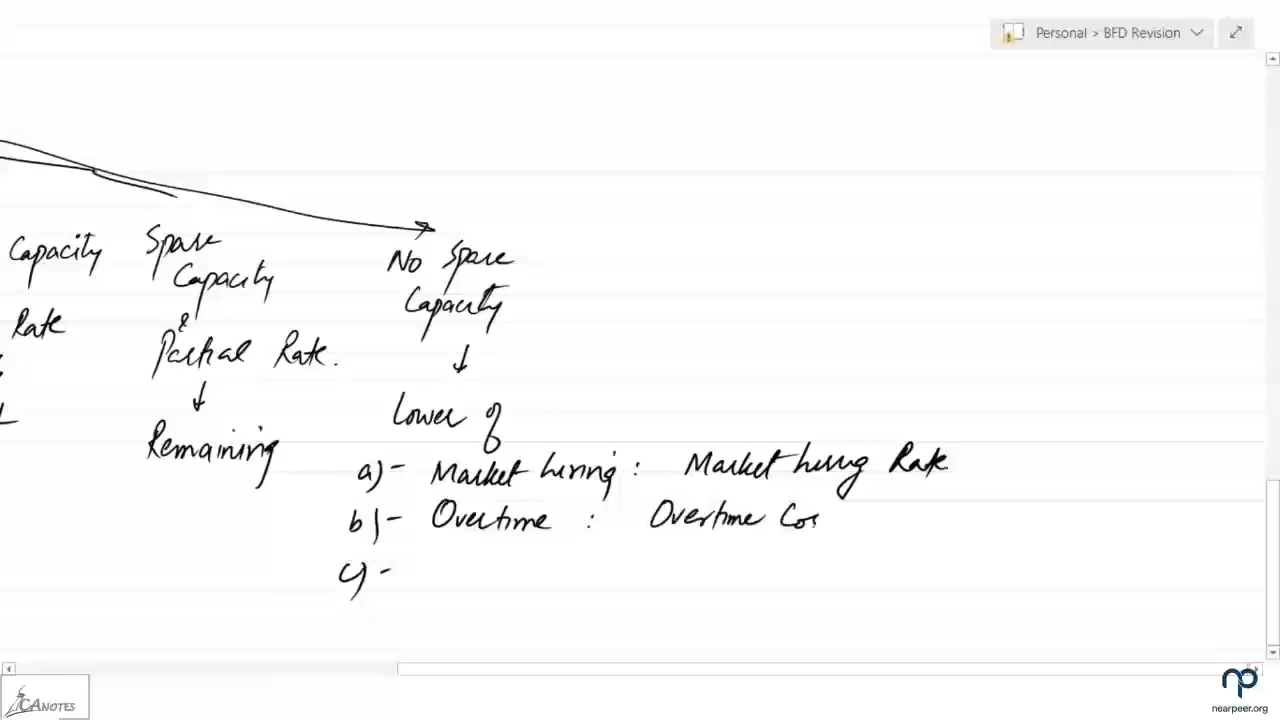 Personal > BFD Revision
Capacity
Rate
Spare
Capacity
&
Partial Rate.
Remaining
No Spare
Capacity
Lower of
a) - Market hiring : Market hiring Rate
b) - Overtime : Overtime Cos
c) -
CANOTES
np
nearpeer.org